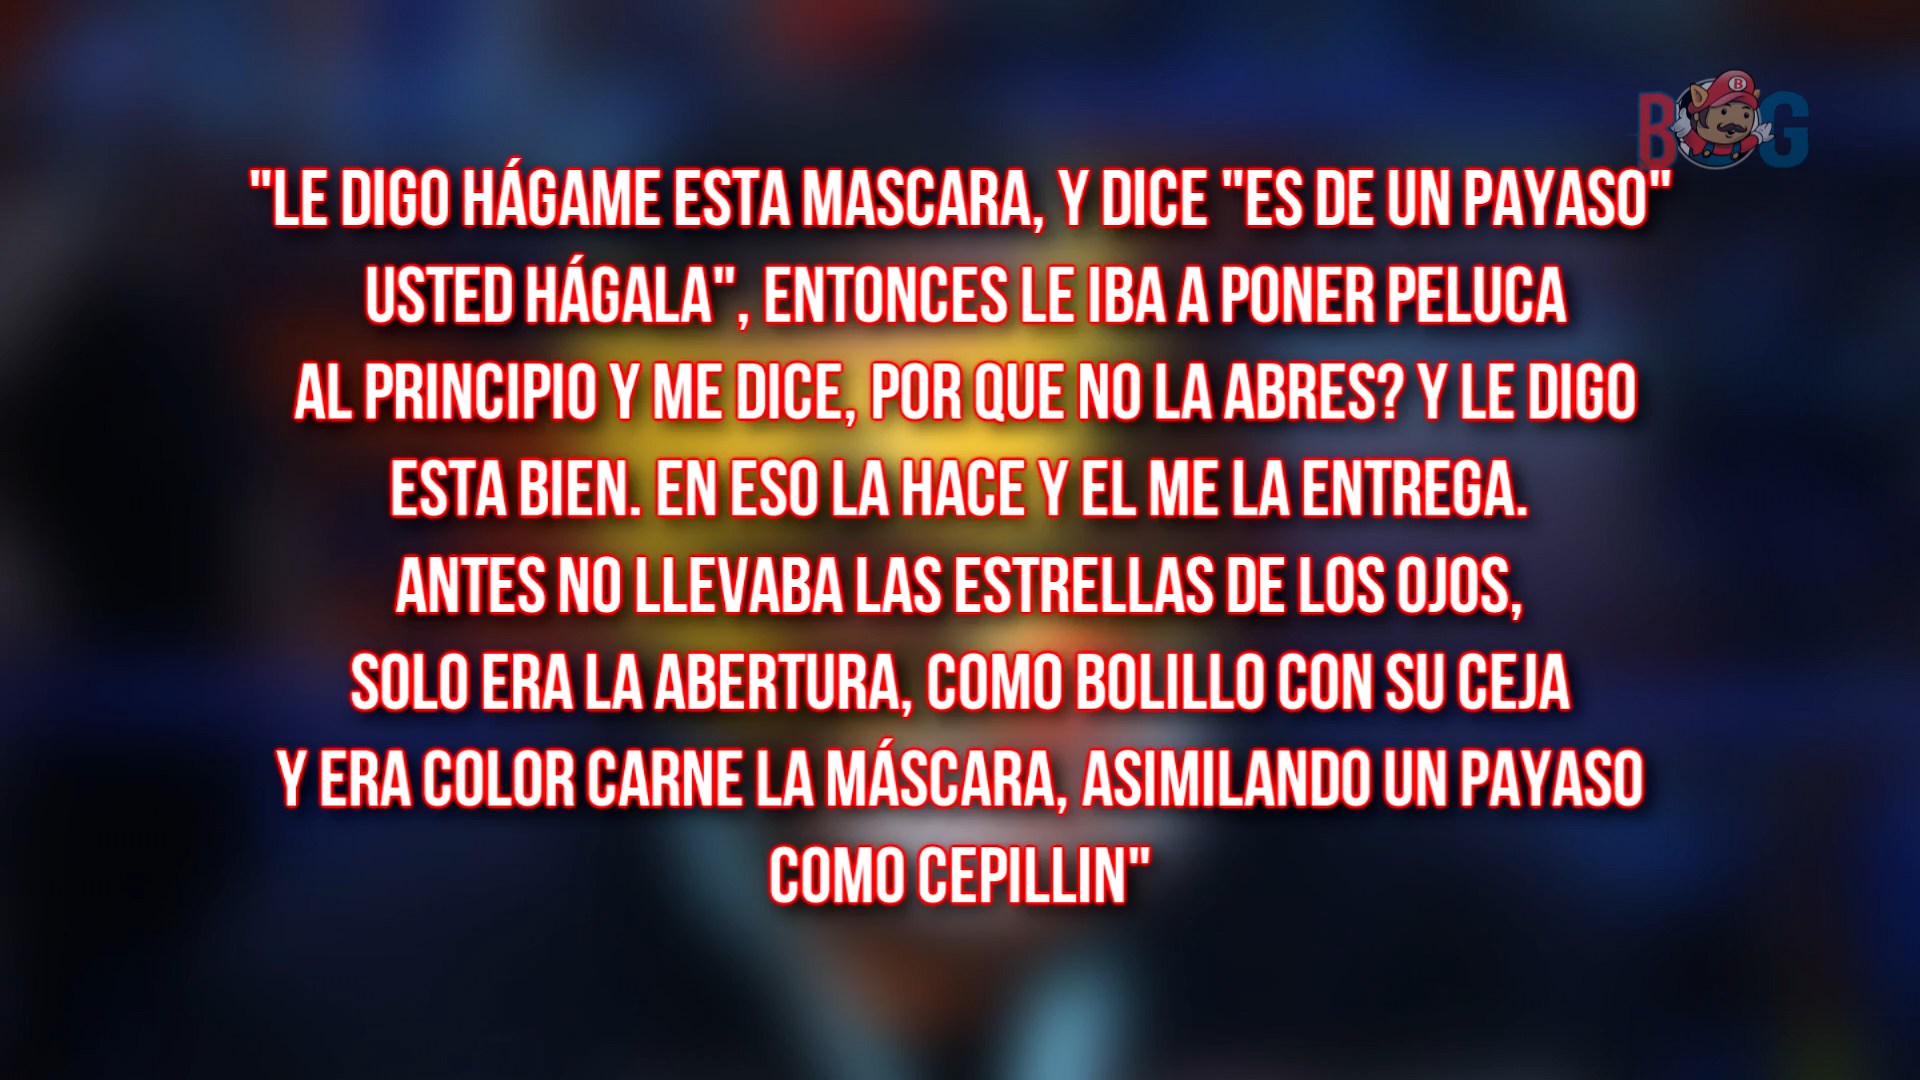 B G
B
"LE DIGO HÁGAME ESTA MASCARA, Y DICE "ES DE UN PAYASO"
USTED HÁGALA", ENTONCES LE IBA A PONER PELUCA
AL PRINCIPIO Y ME DICE, POR QUE NO LA ABRES? Y LE DIGO
ESTA BIEN. EN ESO LA HACE Y EL ME LA ENTREGA.
ANTES NO LLEVABA LAS ESTRELLAS DE LOS OJOS,
SOLO ERA LA ABERTURA, COMO BOLILLO CON SU CEJA
Y ERA COLOR CARNE LA MÁSCARA, ASIMILANDO UN PAYASO
COMO CEPILLIN"